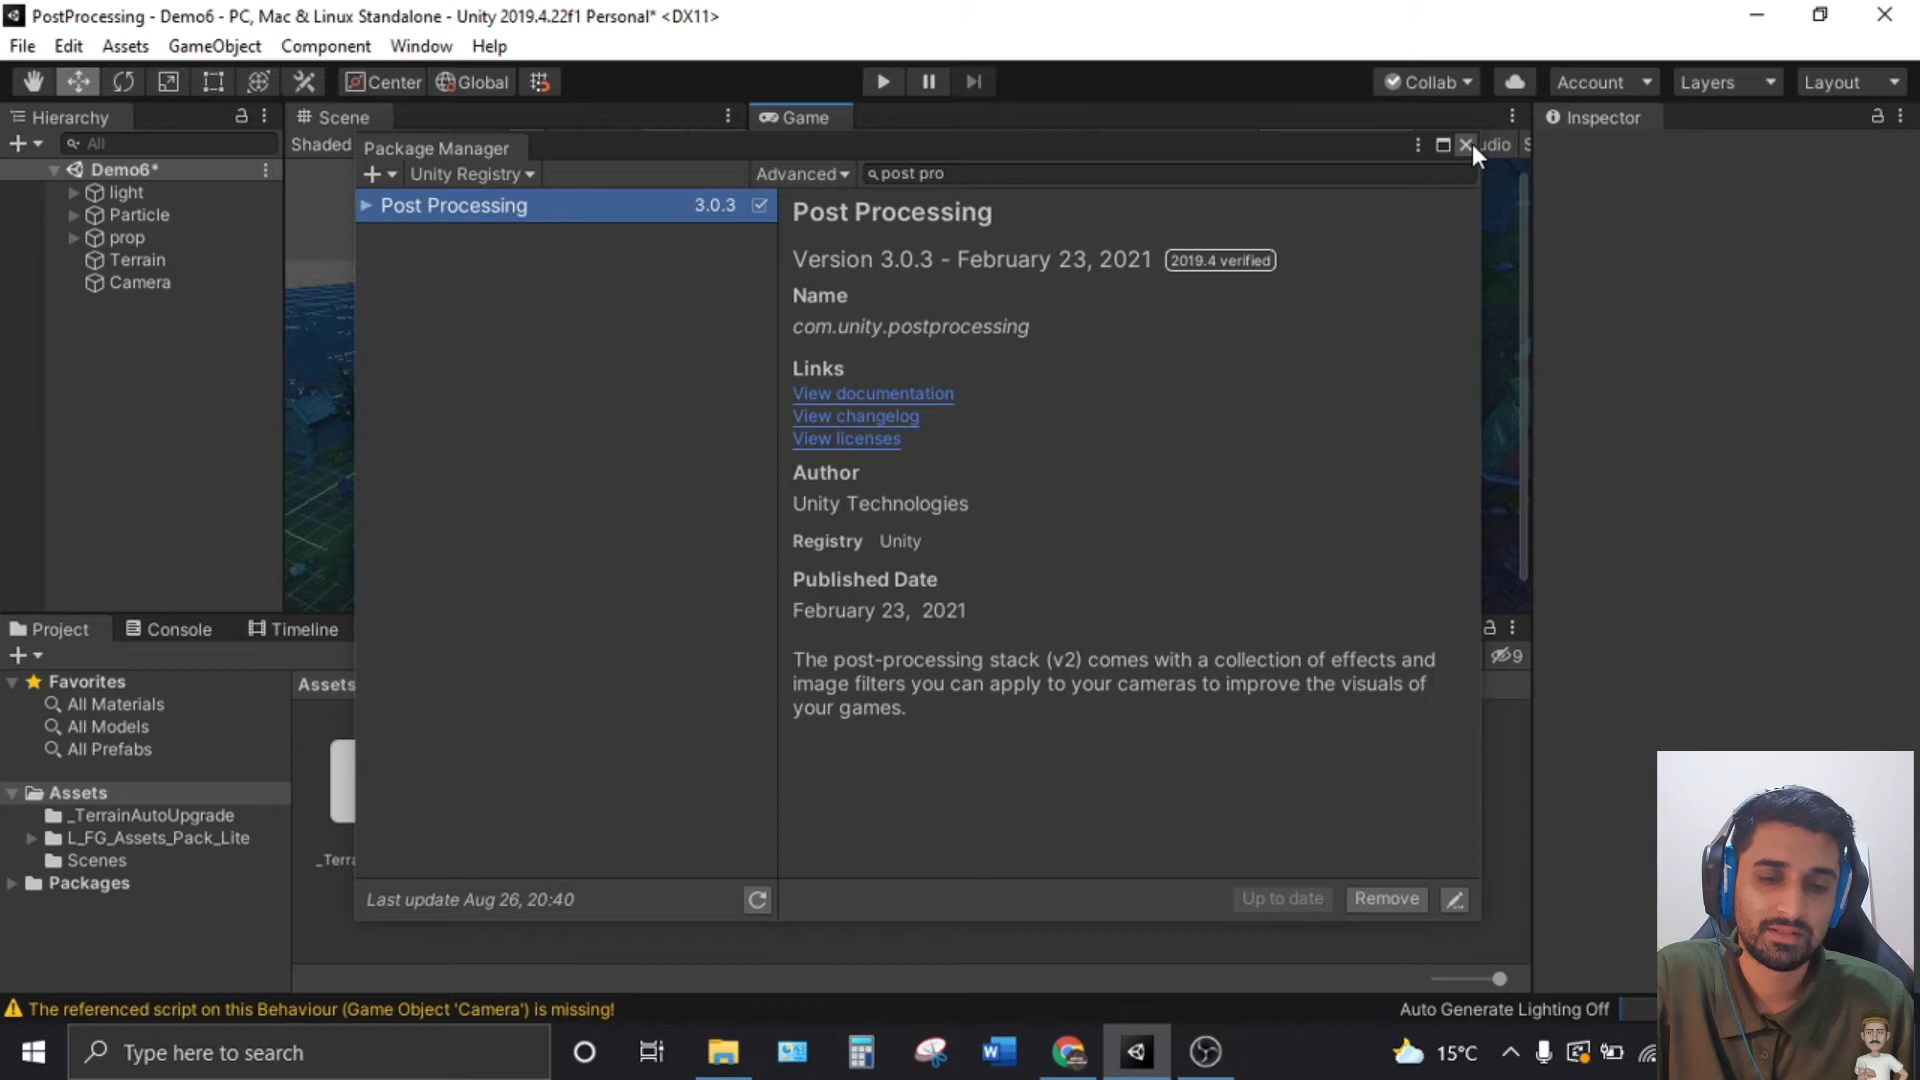 PostProcessing - Demo6 - PC, Mac & Linux Standalone - Unity 2019.4.22f1 Personal* <DX11>
File Edit Assets GameObject Component Window Help
Center Global Collab Account Layers Layout
Hierarchy Scene Game Inspector
All Shaded udio S
Package Manager
Unity Registry Advanced post pro
Demo6*
light
Particle
prop
Terrain
Camera
Post Processing 3.0.3
Post Processing
Version 3.0.3 - February 23, 2021 2019.4 verified
Name
com.unity.postprocessing
Links
View documentation
View changelog
View licenses
Author
Unity Technologies
Registry Unity
Published Date
February 23, 2021
The post-processing stack (v2) comes with a collection of effects and
image filters you can apply to your cameras to improve the visuals of
your games.
Last update Aug 26, 20:40 Up to date Remove
Project Console Timeline
9
Favorites
All Materials
All Models
All Prefabs
Assets
_TerrainAutoUpgrade
L_FG_Assets_Pack_Lite
Scenes
Packages
Assets
_Terra
The referenced script on this Behaviour (Game Object 'Camera') is missing! Auto Generate Lighting Off
Type here to search 15°C